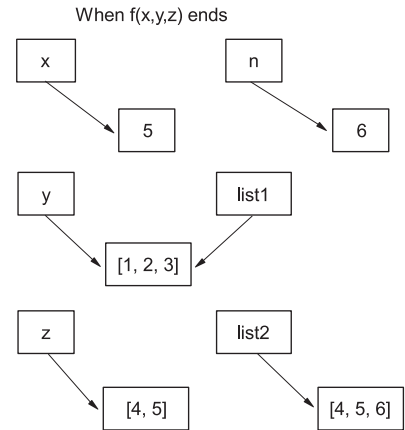 When f(x,y,z) ends
x
n
5
6
y
list1
[1, 2, 3]
z
list2
[4, 5]
[4, 5, 6]